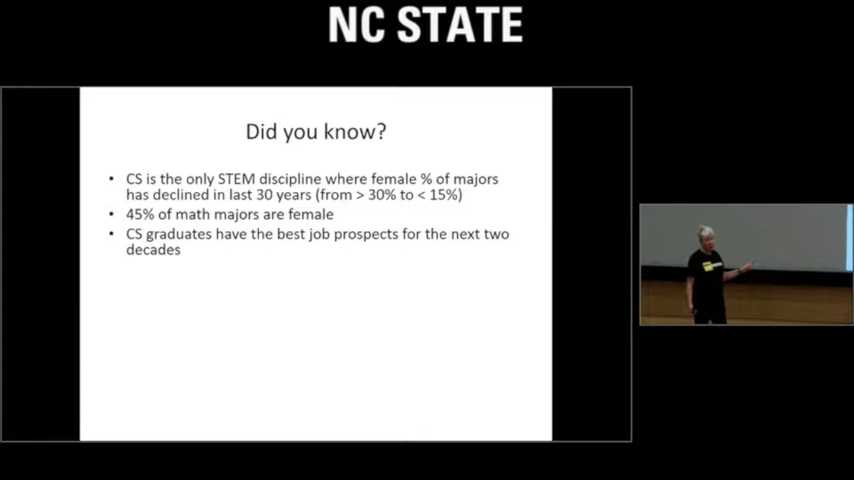 NC STATE
Did you know?
• CS is the only STEM discipline where female % of majors
has declined in last 30 years (from > 30% to < 15%)
• 45% of math majors are female
• CS graduates have the best job prospects for the next two
decades